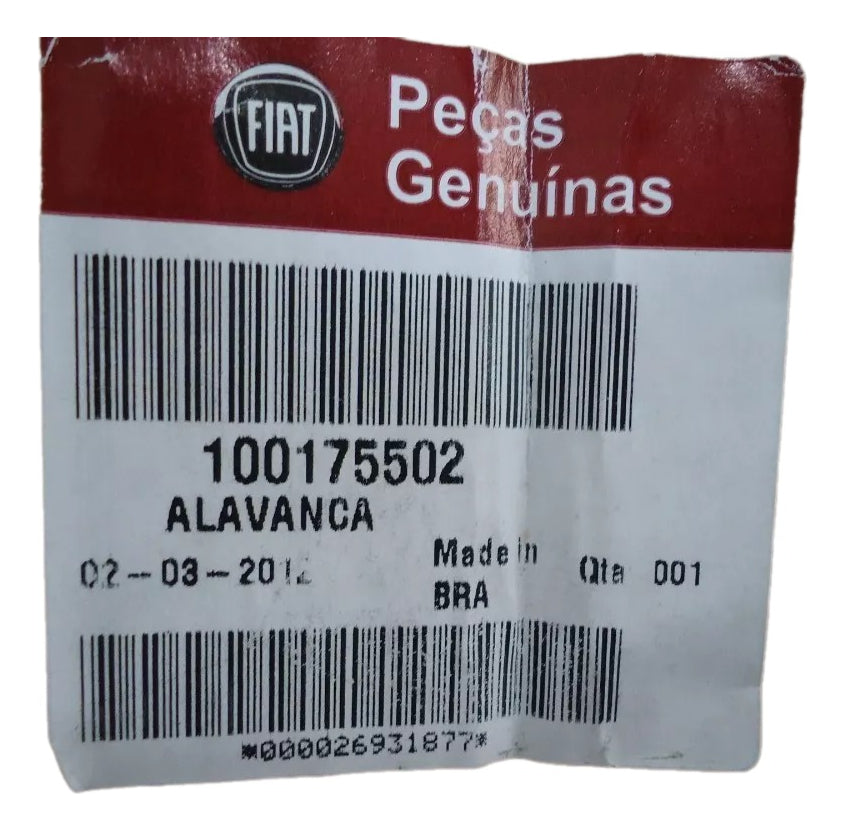 FIAT
Peças
Genuínas
100175502
ALAVANCA
02-03-2012
Made in
BRA
Qta 001
*000026931877*